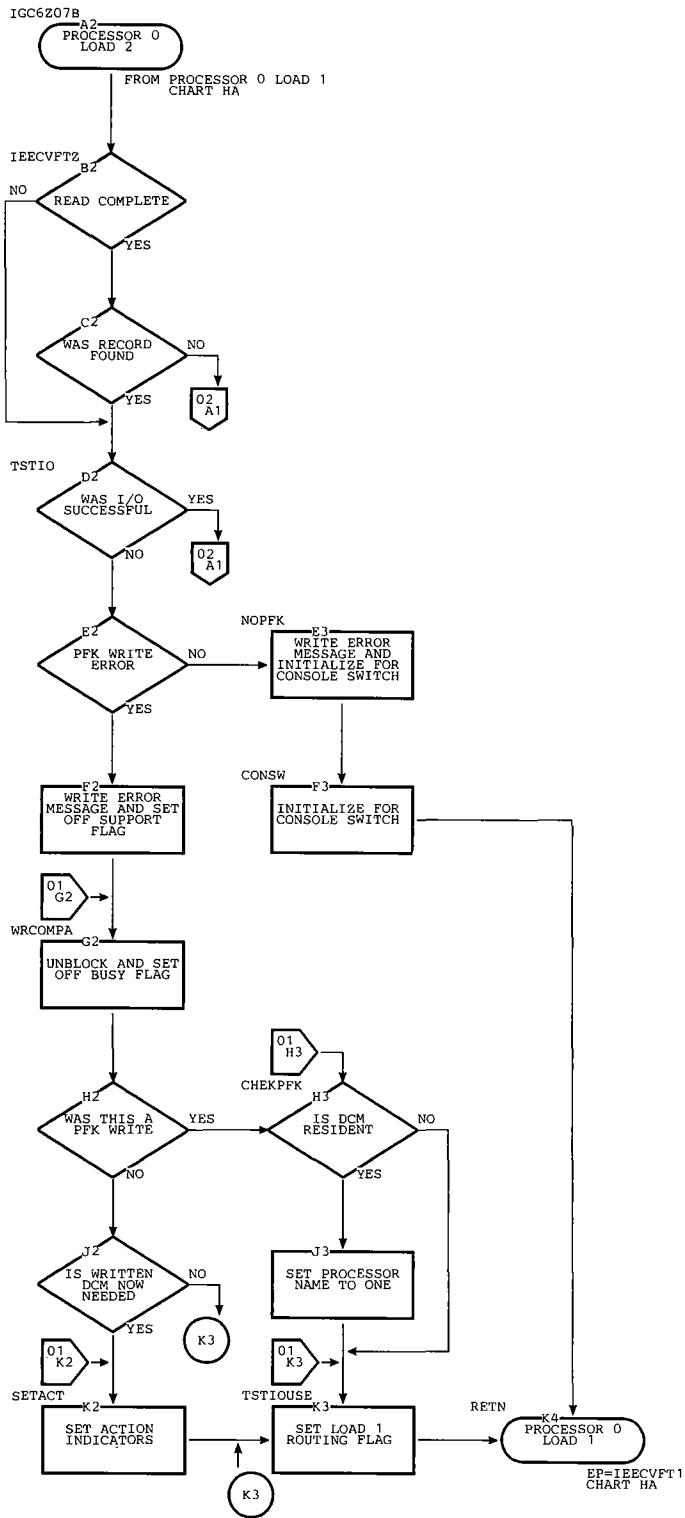 IGC6Z07B
A2
PROCESSOR 0
LOAD 2
FROM PROCESSOR 0 LOAD 1
CHART HA
IEECVFTZ
B2
NO
READ COMPLETE
YES
C2
WAS RECORD
FOUND
NO
02
A1
YES
TSTIO
D2
WAS I/O
SUCCESSFUL
YES
02
A1
NO
E2
PFK WRITE
ERROR
NO
YES
NOPFK
E3
WRITE ERROR
MESSAGE AND
INITIALIZE FOR
CONSOLE SWITCH
F2
WRITE ERROR
MESSAGE AND SET
OFF SUPPORT
FLAG
CONSW
F3
INITIALIZE FOR
CONSOLE SWITCH
01
G2
WRCOMPA
G2
UNBLOCK AND SET
OFF BUSY FLAG
01
H3
CHEKPFK
H2
WAS THIS A
PFK WRITE
YES
NO
H3
IS DCM
RESIDENT
NO
YES
J2
IS WRITTEN
DCM NOW
NEEDED
NO
K3
YES
J3
SET PROCESSOR
NAME TO ONE
01
K2
01
K3
SETACT
K2
SET ACTION
INDICATORS
TSTIOUSE
K3
SET LOAD 1
ROUTING FLAG
RETN
K4
PROCESSOR 0
LOAD 1
EP=IEECVFT1
CHART HA
K3